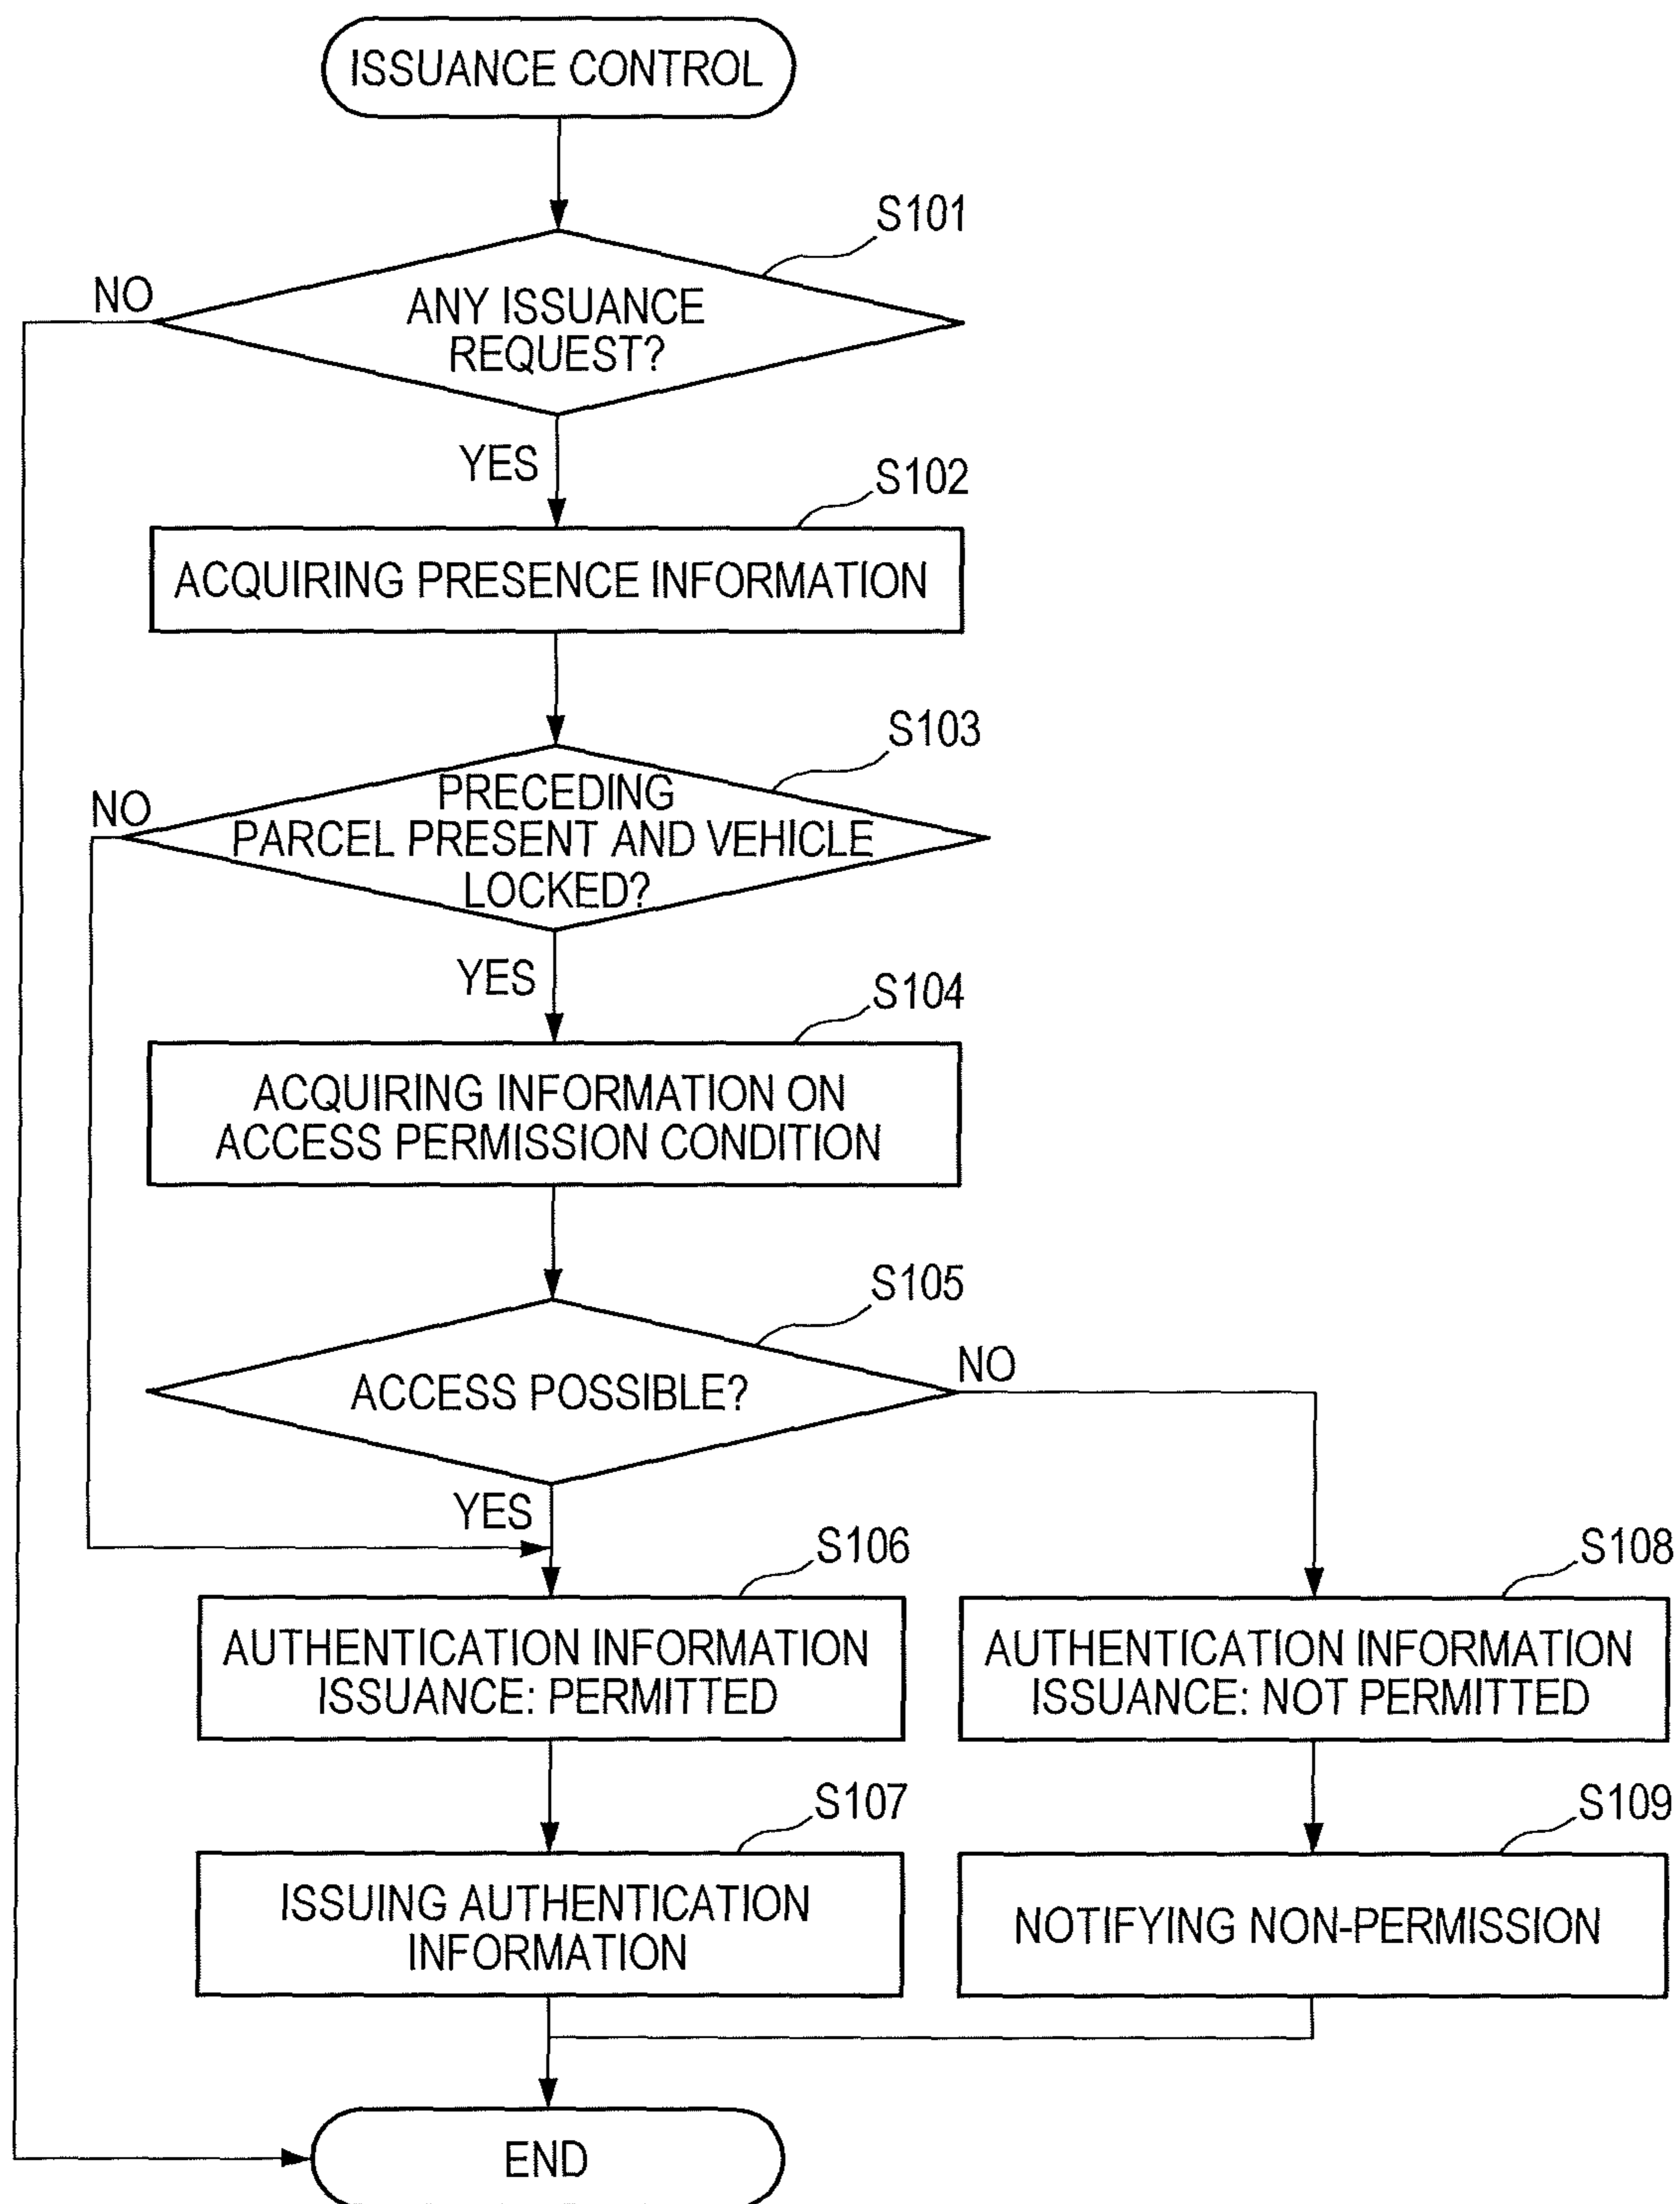 ISSUANCE CONTROL
S101
NO
ANY ISSUANCE
REQUEST?
YES
S102
ACQUIRING PRESENCE INFORMATION
S103
NO
PRECEDING
PARCEL PRESENT AND VEHICLE
LOCKED?
YES
S104
ACQUIRING INFORMATION ON
ACCESS PERMISSION CONDITION
S105
ACCESS POSSIBLE?
NO
YES
S106
AUTHENTICATION INFORMATION
ISSUANCE: PERMITTED
S108
AUTHENTICATION INFORMATION
ISSUANCE: NOT PERMITTED
S107
ISSUING AUTHENTICATION
INFORMATION
S109
NOTIFYING NON-PERMISSION
END